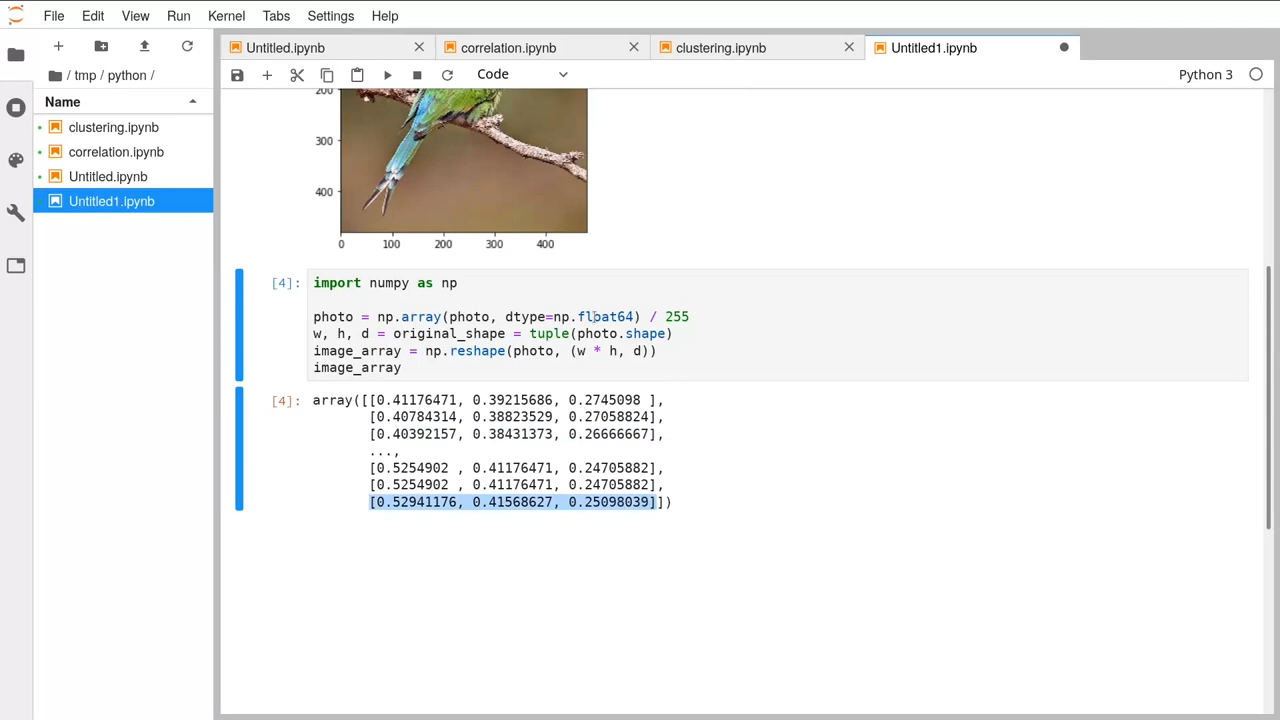 File Edit View Run Kernel Tabs Settings Help
Untitled.ipynb correlation.ipynb clustering.ipynb Untitled1.ipynb
Code Python 3
/ tmp / python /
Name
clustering.ipynb
correlation.ipynb
Untitled.ipynb
Untitled1.ipynb
200
300
400
0 100 200 300 400
[4]: import numpy as np
photo = np.array(photo, dtype=np.float64) / 255
w, h, d = original_shape = tuple(photo.shape)
image_array = np.reshape(photo, (w * h, d))
image_array
[4]: array([[0.41176471, 0.39215686, 0.2745098 ],
[0.40784314, 0.38823529, 0.27058824],
[0.40392157, 0.38431373, 0.26666667],
...,
[0.5254902 , 0.41176471, 0.24705882],
[0.5254902 , 0.41176471, 0.24705882],
[0.52941176, 0.41568627, 0.25098039]])